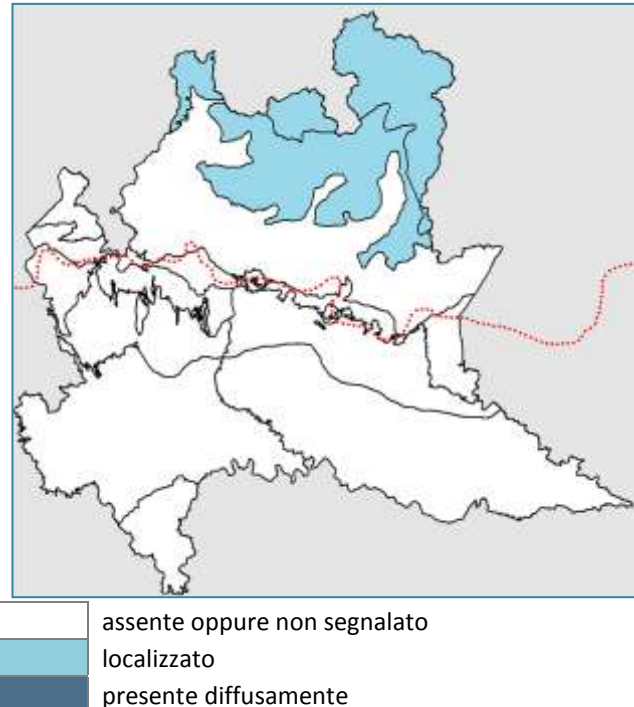 assente oppure non segnalato
localizzato
presente diffusamente